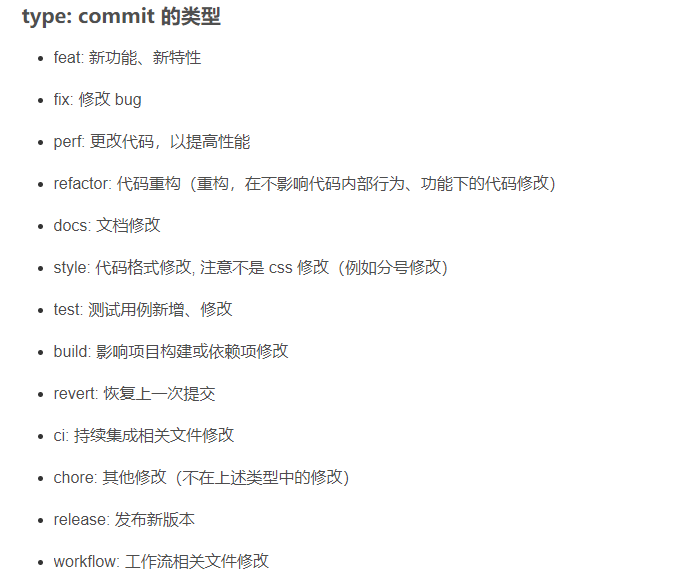 type: commit 的类型
feat: 新功能、新特性
fix: 修改 bug
perf: 更改代码，以提高性能
refactor: 代码重构（重构，在不影响代码内部行为、功能下的代码修改）
docs: 文档修改
style: 代码格式修改, 注意不是 css 修改（例如分号修改）
test: 测试用例新增、修改
build: 影响项目构建或依赖项修改
revert: 恢复上一次提交
ci: 持续集成相关文件修改
chore: 其他修改（不在上述类型中的修改）
release: 发布新版本
workflow: 工作流相关文件修改